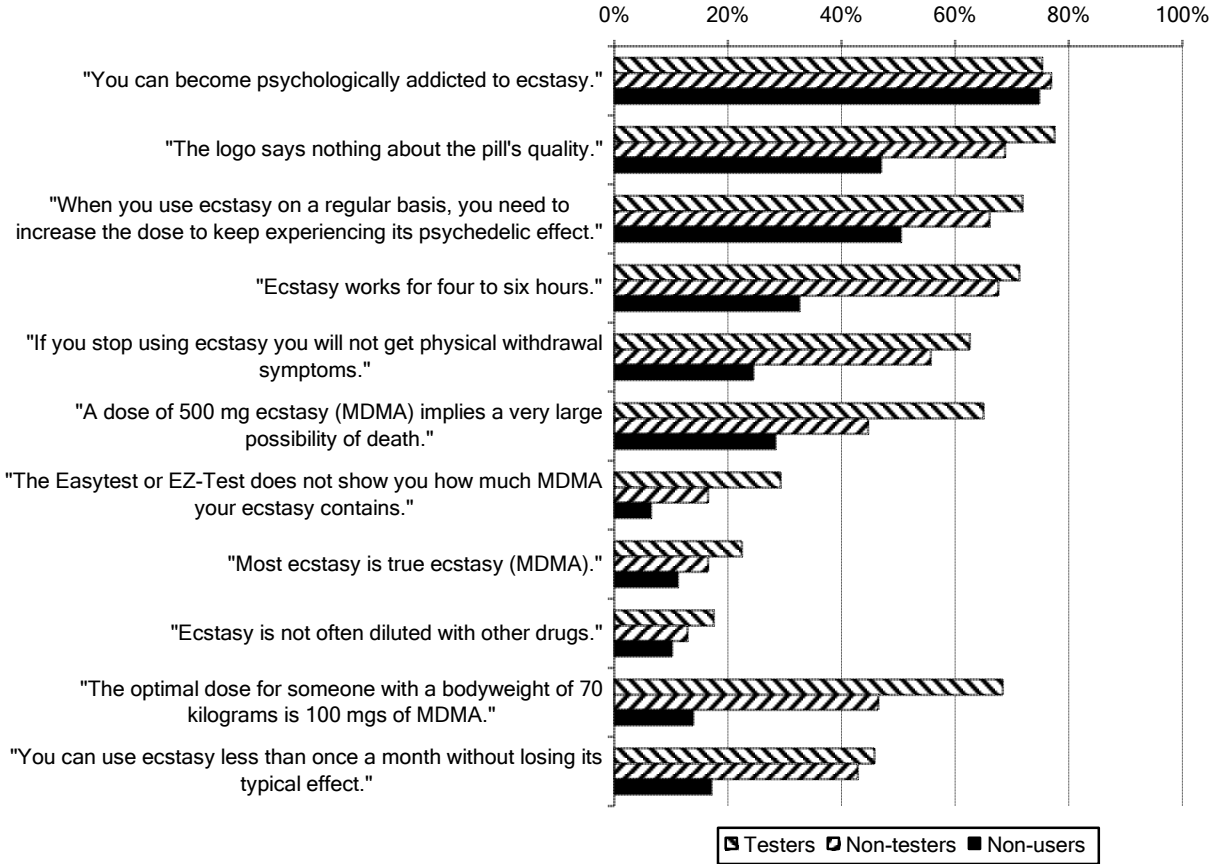 0% 20% 40% 60% 80% 100%
"You can become psychologically addicted to ecstasy."
"The logo says nothing about the pill's quality."
"When you use ecstasy on a regular basis, you need to
increase the dose to keep experiencing its psychedelic effect."
"Ecstasy works for four to six hours."
"If you stop using ecstasy you will not get physical withdrawal
symptoms."
"A dose of 500 mg ecstasy (MDMA) implies a very large
possibility of death."
"The Easytest or EZ-Test does not show you how much MDMA
your ecstasy contains."
"Most ecstasy is true ecstasy (MDMA)."
"Ecstasy is not often diluted with other drugs."
"The optimal dose for someone with a bodyweight of 70
kilograms is 100 mgs of MDMA."
"You can use ecstasy less than once a month without losing its
typical effect."
Testers Non-testers Non-users